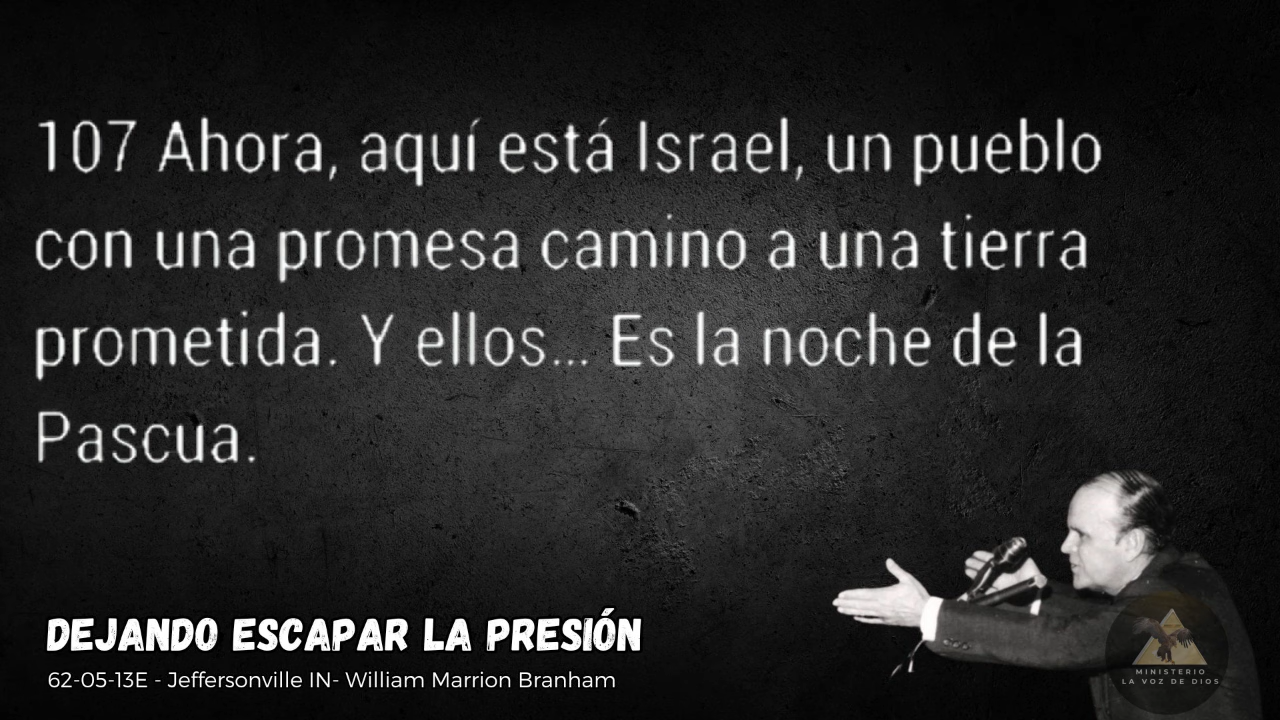 107 Ahora, aquí está Israel, un pueblo
con una promesa camino a una tierra
prometida. Y ellos... Es la noche de la
Pascua.
DEJANDO ESCAPAR LA PRESIÓN
62-05-13E - Jeffersonville IN- William Marrion Branham
MINISTERIO
LA VOZ DE DIOS